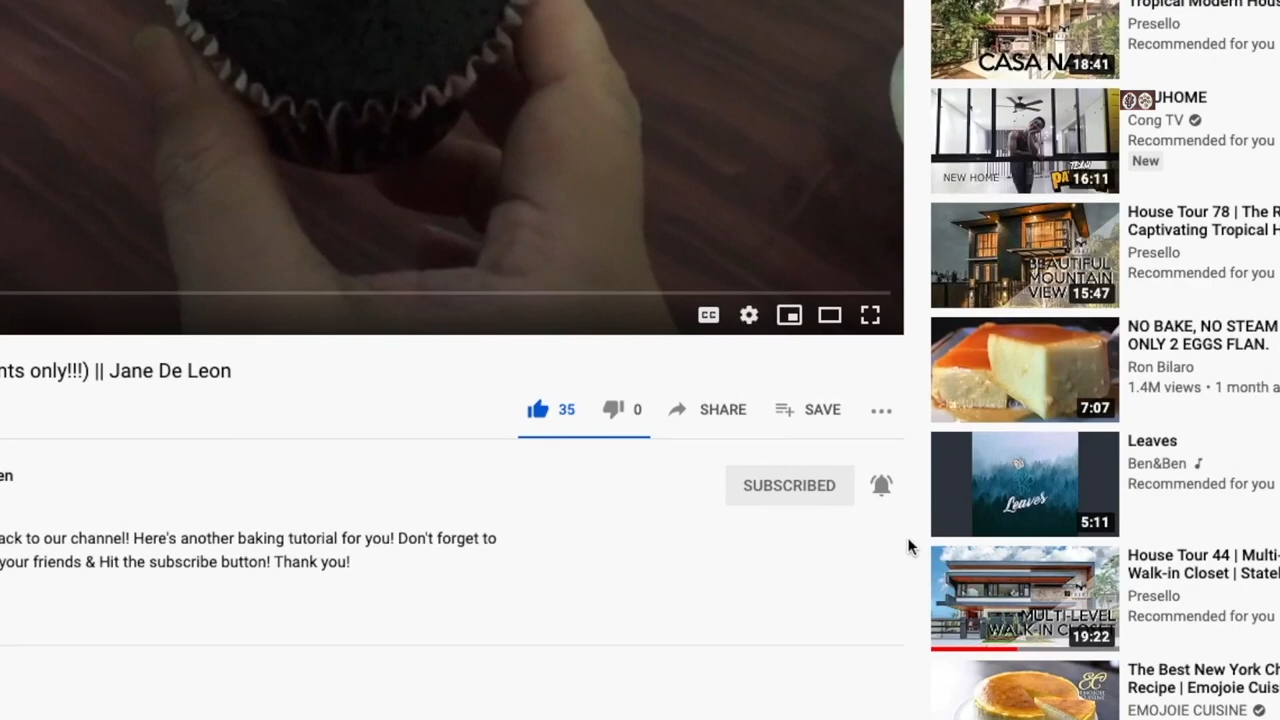 nts only!!!) || Jane De Leon
35
0
SHARE
SAVE
en
SUBSCRIBED
ack to our channel! Here's another baking tutorial for you! Don't forget to
your friends & Hit the subscribe button! Thank you!
Tropical Modern Hous
Presello
Recommended for you
CASA NA
18:41
UHOME
Cong TV
Recommended for you
New
NEW HOME
16:11
House Tour 78 | The R
Captivating Tropical H
Presello
Recommended for you
BEAUTIFUL
MOUNTAIN
VIEW
15:47
NO BAKE, NO STEAM
ONLY 2 EGGS FLAN.
Ron Bilaro
1.4M views • 1 month a
7:07
Leaves
Ben&Ben
Recommended for you
Leaves
5:11
House Tour 44 | Multi-
Walk-in Closet | Statel
Presello
Recommended for you
MULTI-LEVEL
WALK-IN CLOSET
19:22
The Best New York Ch
Recipe | Emojoie Cuis
EMOJOIE CUISINE
EMOJOIE
CUISINE